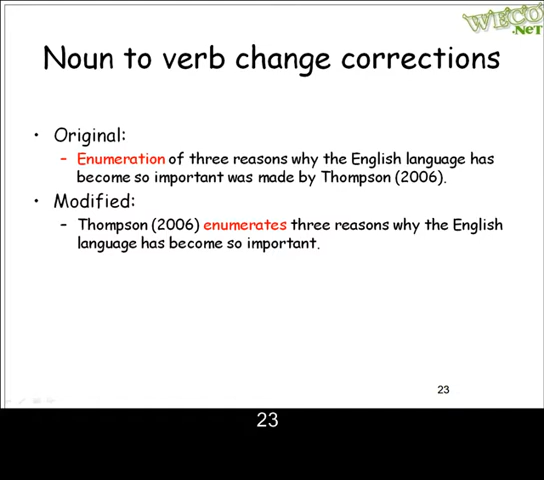 WECO
.NeT
Noun to verb change corrections
• Original:
– Enumeration of three reasons why the English language has
become so important was made by Thompson (2006).
• Modified:
– Thompson (2006) enumerates three reasons why the English
language has become so important.
23
23